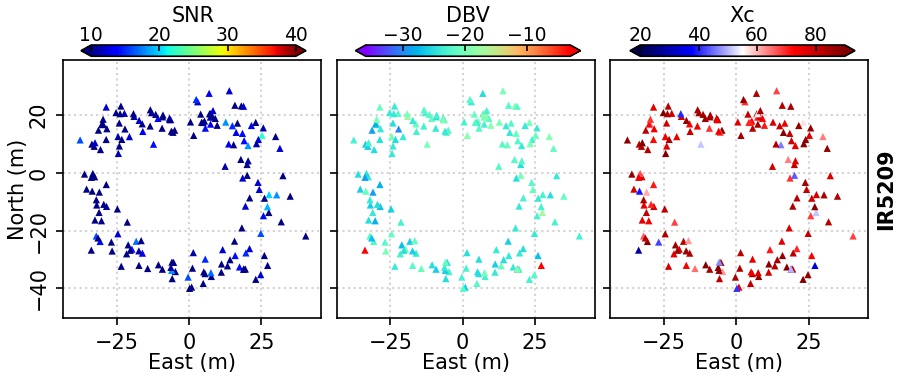 SNR DBV Xc
10 20 30 40 −30 −20 −10 20 40 60 80
North (m)
20
0
−20
−40
−25 0 25 −25 0 25 −25 0 25
East (m) East (m) East (m)
IR5209